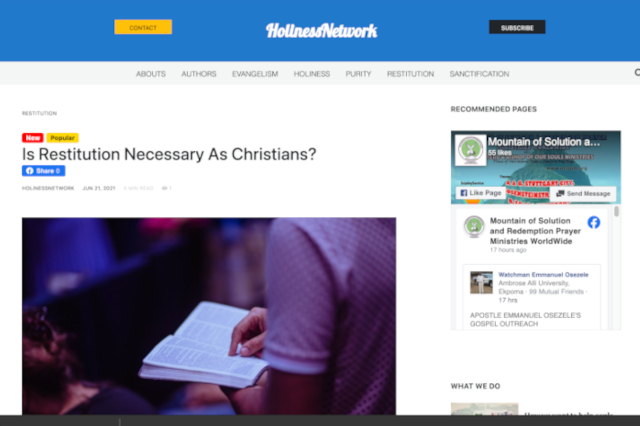 CONTACT
HolinessNetwork
SUBSCRIBE
ABOUTS AUTHORS EVANGELISM HOLINESS PURITY RESTITUTION SANCTIFICATION
RESTITUTION
New Popular
Is Restitution Necessary As Christians?
Share 0
HOLINESSNETWORK JUN 21, 2021
RECOMMENDED PAGES
Mountain of Solution a...
55 likes
Like Page
Send Message
Mountain of Solution
and Redemption Prayer
Ministries WorldWide
17 hours ago
Watchman Emmanuel Osezele
Ambrose Alli University,
Ekpoma · 89 Mutual Friends ·
17 hrs
APOSTLE EMMANUEL OSEZELE'S
GOSPEL OUTREACH
WHAT WE DO